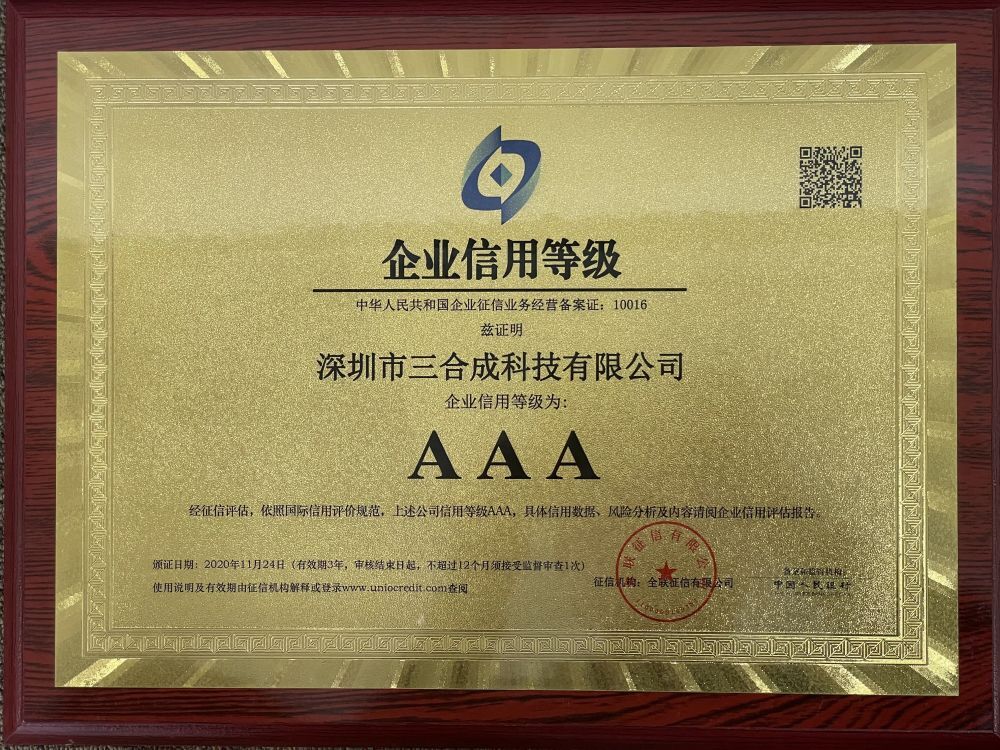 企业信用等级
中华人民共和国企业征信业务经营备案证：10016
兹证明
深圳市三合成科技有限公司
企业信用等级为:
AAA
经征信评估，依照国际信用评价规范，上述公司信用等级AAA，具体信用数据、风险分析及内容请阅企业信用评估报告。
颁证日期：2020年11月24日（有效期3年，审核结束日起，不超过12个月须接受监督审查1次）
使用说明及有效期由征信机构解释或登录www.uniocredit.com查阅
征信机构：全联征信有限公司
中国人民银行